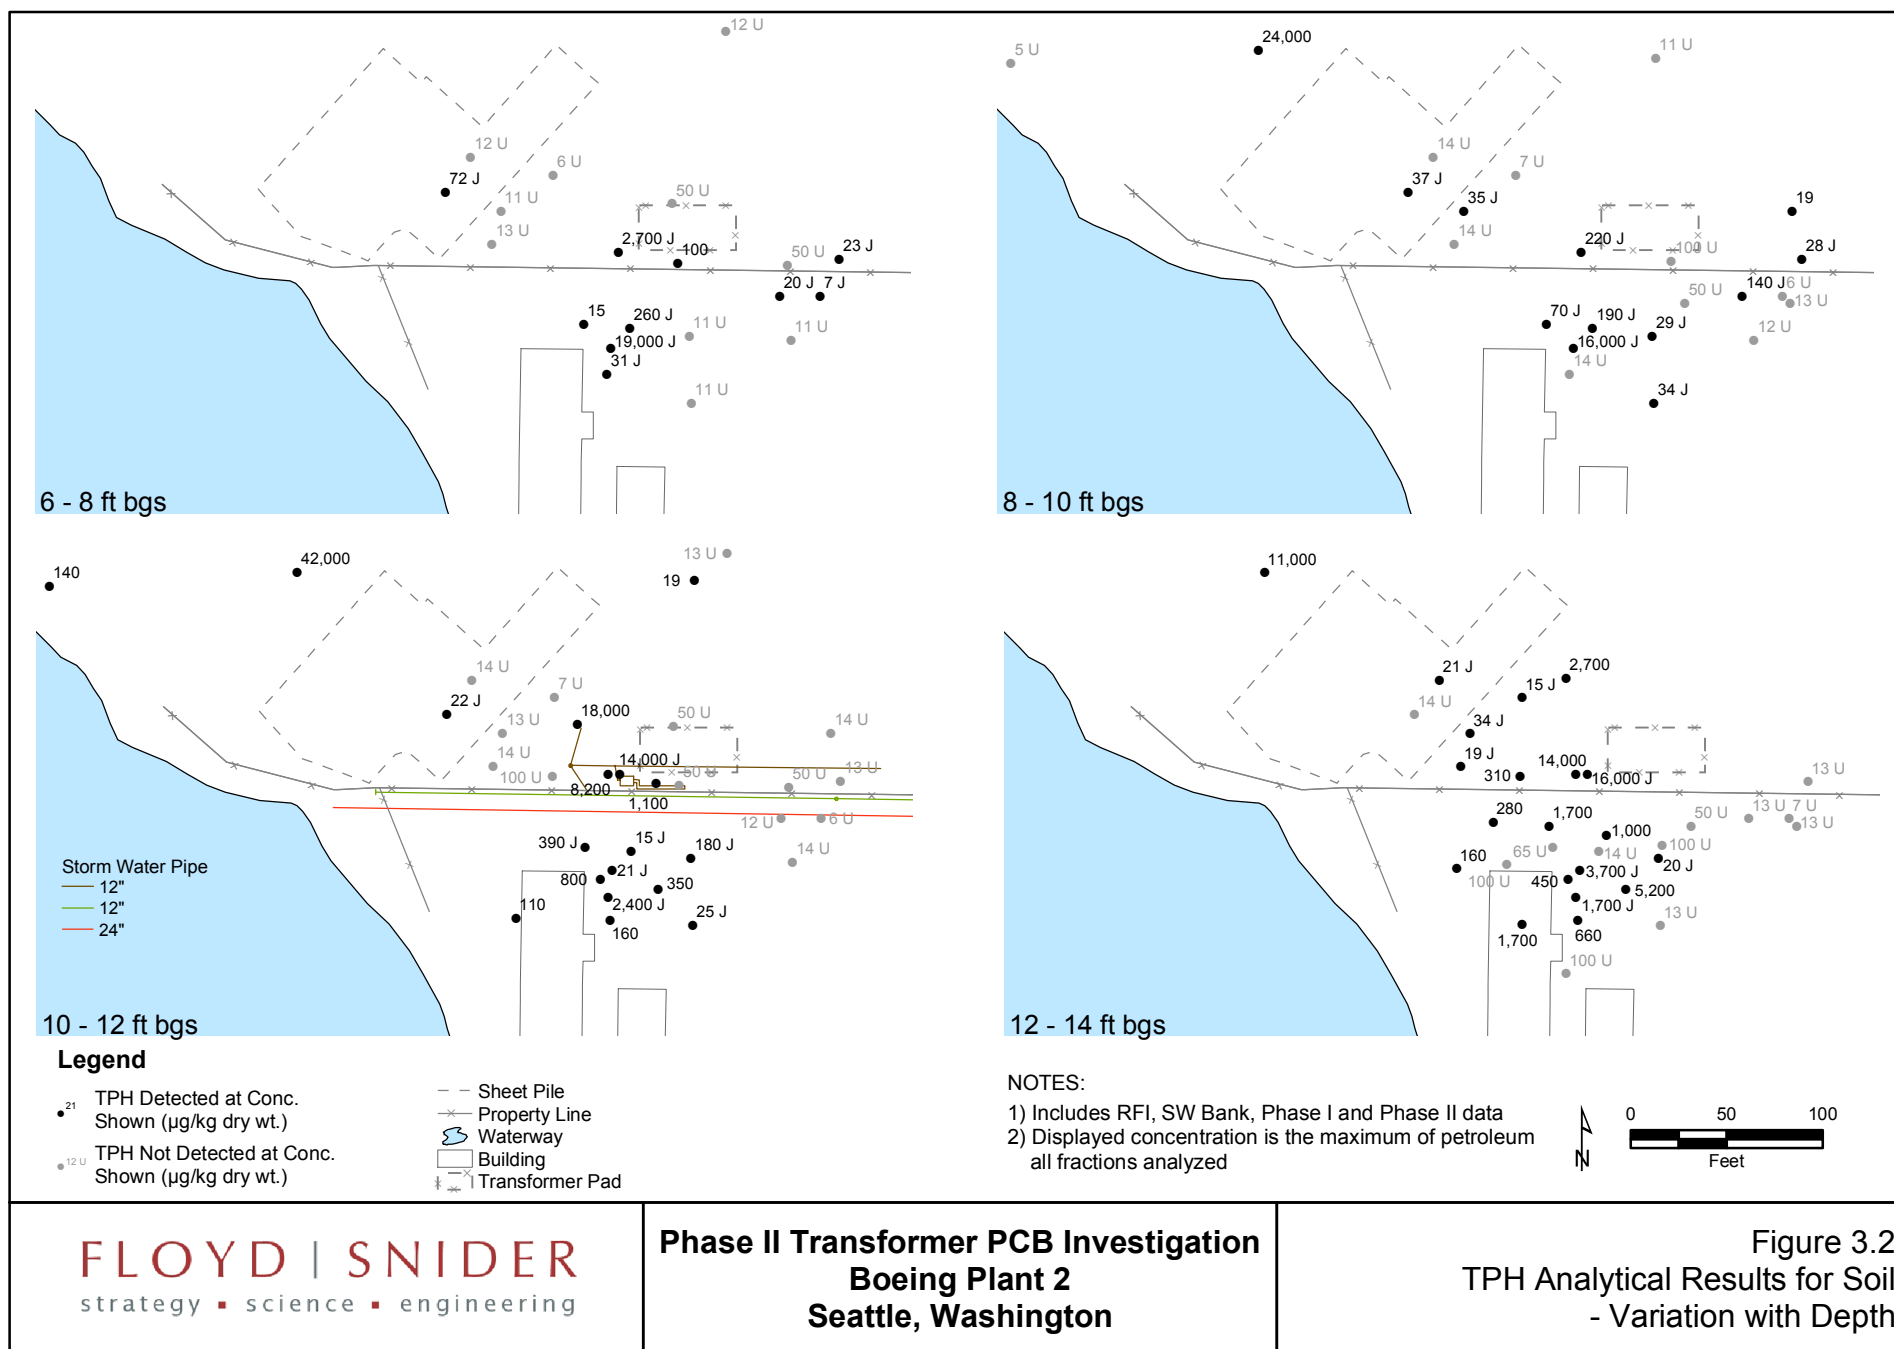 12 U
12 U
6 U
72 J
11 U
13 U
50 U
2,700 J
100
50 U
23 J
20 J
7 J
15
260 J
11 U
11 U
19,000 J
31 J
11 U
6 - 8 ft bgs
5 U
24,000
11 U
14 U
7 U
37 J
35 J
14 U
19
220 J
100 U
28 J
50 U
140 J
6 U
13 U
70 J
190 J
29 J
12 U
16,000 J
14 U
34 J
8 - 10 ft bgs
140
42,000
13 U
19
14 U
7 U
22 J
13 U
18,000
50 U
14 U
14 U
100 U
14,000 J
50 U
50 U
13 U
8,200
1,100
12 U
6 U
390 J
15 J
180 J
14 U
21 J
800
350
110
2,400 J
25 J
160
Storm Water Pipe
12"
12"
24"
10 - 12 ft bgs
11,000
21 J
2,700
14 U
15 J
34 J
19 J
310
14,000
16,000 J
13 U
280
1,700
1,000
50 U
13 U
7 U
13 U
160
65 U
14 U
100 U
100 U
3,700 J
20 J
450
5,200
1,700 J
13 U
1,700
660
100 U
12 - 14 ft bgs
Legend
21
TPH Detected at Conc.
Shown (µg/kg dry wt.)
12 U
TPH Not Detected at Conc.
Shown (µg/kg dry wt.)
Sheet Pile
Property Line
Waterway
Building
Transformer Pad
NOTES:
1) Includes RFI, SW Bank, Phase I and Phase II data
2) Displayed concentration is the maximum of petroleum
all fractions analyzed
N
0 50 100
Feet
FLOYD | SNIDER
strategy ▪ science ▪ engineering
Phase II Transformer PCB Investigation
Boeing Plant 2
Seattle, Washington
Figure 3.2
TPH Analytical Results for Soil
- Variation with Depth